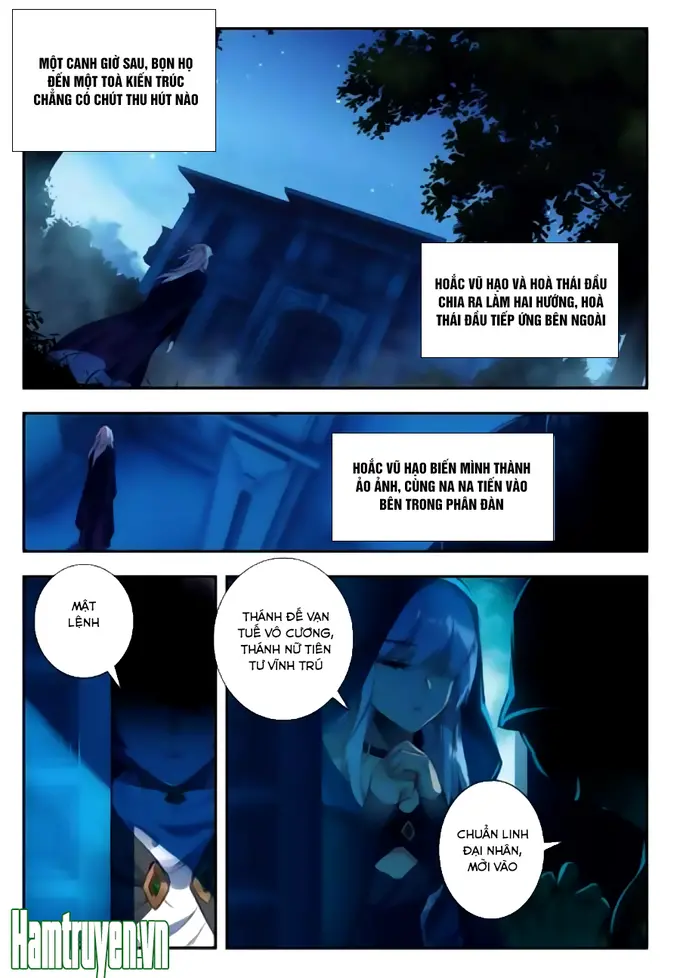 MỘT CANH GIỜ SAU, BỌN HỌ
ĐẾN MỘT TOÀ KIẾN TRÚC
CHẲNG CÓ CHÚT THU HÚT NÀO
HOẮC VŨ HẠO VÀ HOÀ THÁI ĐẦU
CHIA RA LÀM HAI HƯỚNG, HOÀ
THÁI ĐẦU TIẾP ỨNG BÊN NGOÀI
HOẮC VŨ HẠO BIẾN MÌNH THÀNH
ẢO ẢNH, CÙNG NA NA TIẾN VÀO
BÊN TRONG PHÂN ĐÀN
MẬT
LỆNH
THÁNH ĐẾ VẠN
TUẾ VÔ CƯƠNG,
THÁNH NỮ TIÊN
TƯ VĨNH TRÚ
CHUẨN LINH
ĐẠI NHÂN,
MỞI VÀO
Hamtruyen.vn